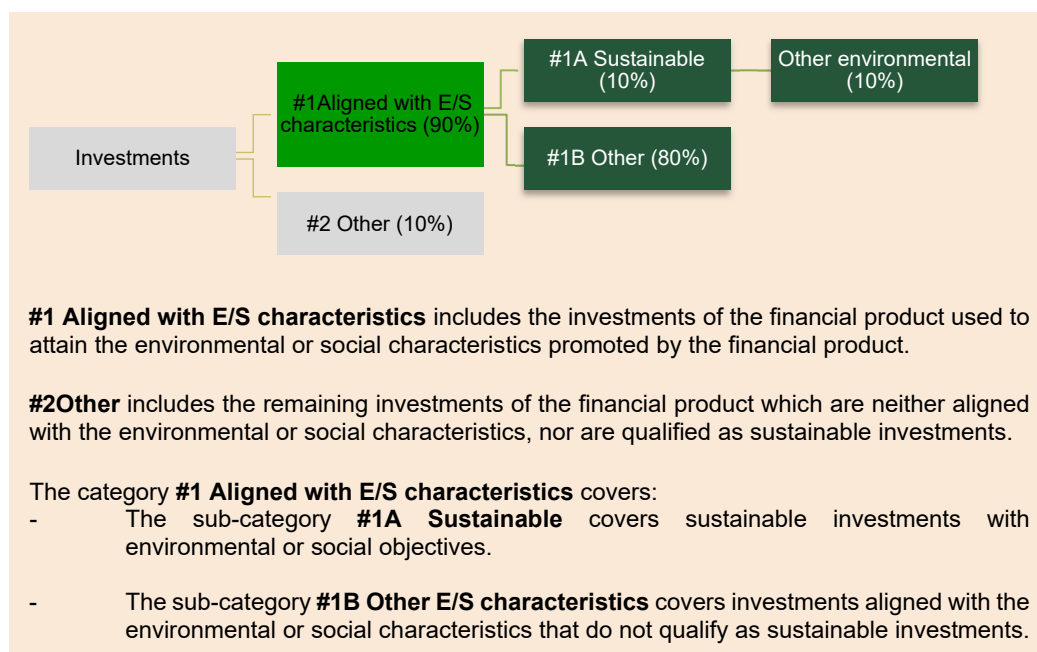 #1A Sustainable
(10%)
Other environmental
(10%)
#1Aligned with E/S
characteristics (90%)
Investments
#1B Other (80%)
#2 Other (10%)
#1 Aligned with E/S characteristics includes the investments of the financial product used to
attain the environmental or social characteristics promoted by the financial product.
#2Other includes the remaining investments of the financial product which are neither aligned
with the environmental or social characteristics, nor are qualified as sustainable investments.
The category #1 Aligned with E/S characteristics covers:
- The sub-category #1A Sustainable covers sustainable investments with
environmental or social objectives.
- The sub-category #1B Other E/S characteristics covers investments aligned with the
environmental or social characteristics that do not qualify as sustainable investments.